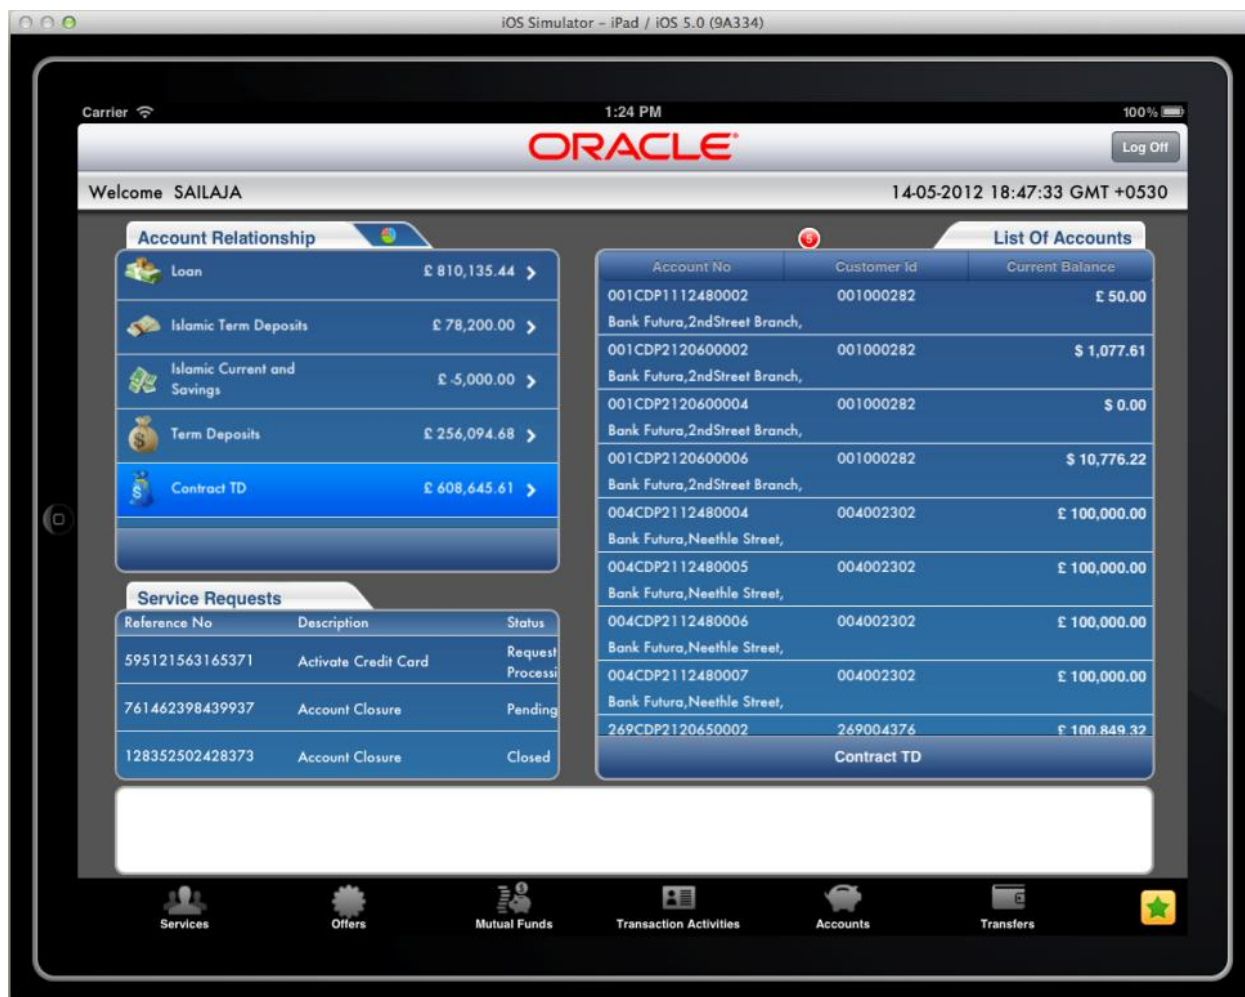 iOS Simulator – iPad / iOS 5.0 (9A334)
Carrier 1:24 PM 100%
ORACLE
Log Off
Welcome SAILAJA 14-05-2012 18:47:33 GMT +0530
Account Relationship
Loan £ 810,135.44
Islamic Term Deposits £ 78,200.00
Islamic Current and
Savings £ -5,000.00
Term Deposits £ 256,094.68
Contract TD £ 608,645.61
Service Requests
Reference No Description Status
595121563165371 Activate Credit Card Request
Processi
761462398439937 Account Closure Pending
128352502428373 Account Closure Closed
5
List Of Accounts
Account No Customer Id Current Balance
001CDP1112480002 001000282 £ 50.00
Bank Futura,2ndStreet Branch,
001CDP2120600002 001000282 $ 1,077.61
Bank Futura,2ndStreet Branch,
001CDP2120600004 001000282 $ 0.00
Bank Futura,2ndStreet Branch,
001CDP2120600006 001000282 $ 10,776.22
Bank Futura,2ndStreet Branch,
004CDP2112480004 004002302 £ 100,000.00
Bank Futura,Neethle Street,
004CDP2112480005 004002302 £ 100,000.00
Bank Futura,Neethle Street,
004CDP2112480006 004002302 £ 100,000.00
Bank Futura,Neethle Street,
004CDP2112480007 004002302 £ 100,000.00
Bank Futura,Neethle Street,
269CDP2120650002 269004376 £ 100,849.32
Contract TD
Services Offers Mutual Funds Transaction Activities Accounts Transfers